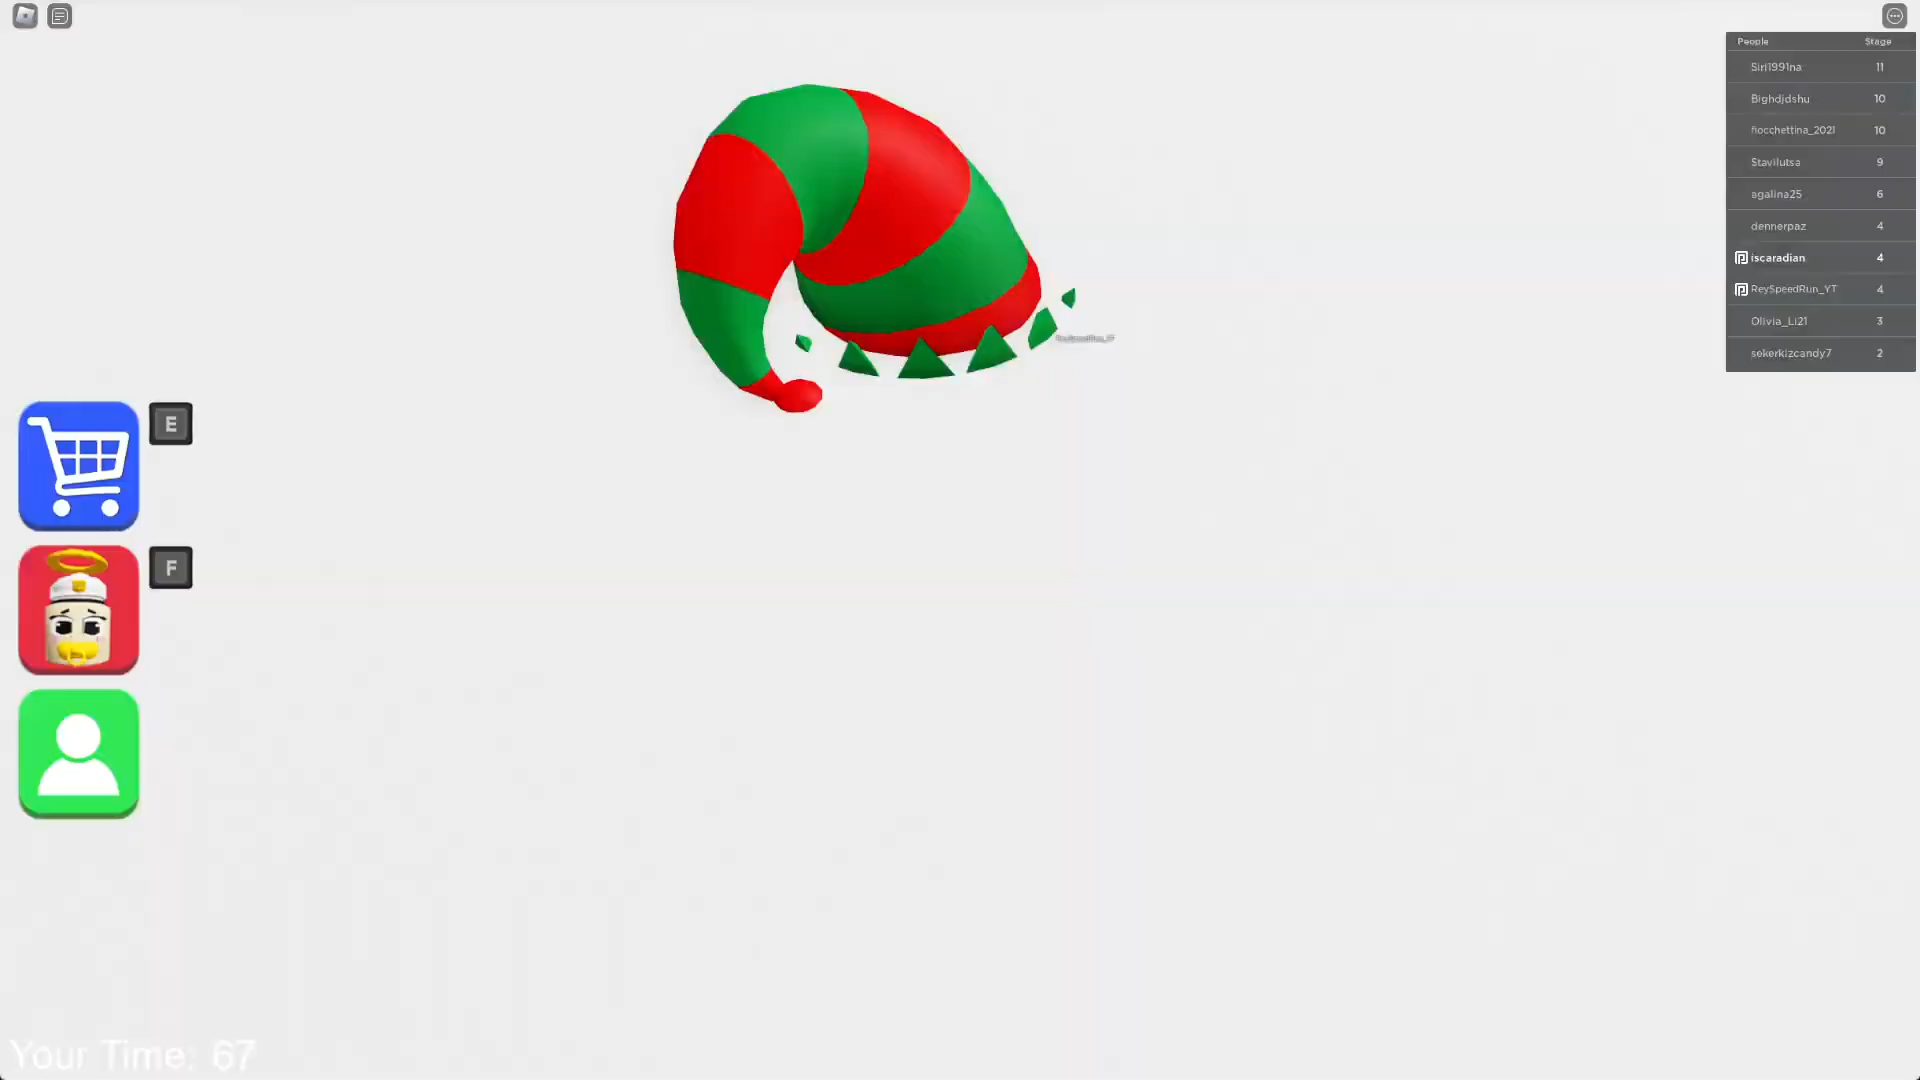 People Stage
Siri1991na 11
Bighdjdshu 10
fiocchettina_2021 10
Stavilutsa 9
agalina25 6
dennerpaz 4
iscaradian 4
ReySpeedRun_YT 4
Olivia_Li21 3
sekerkizcandy7 2
E
F
Your Time: 67